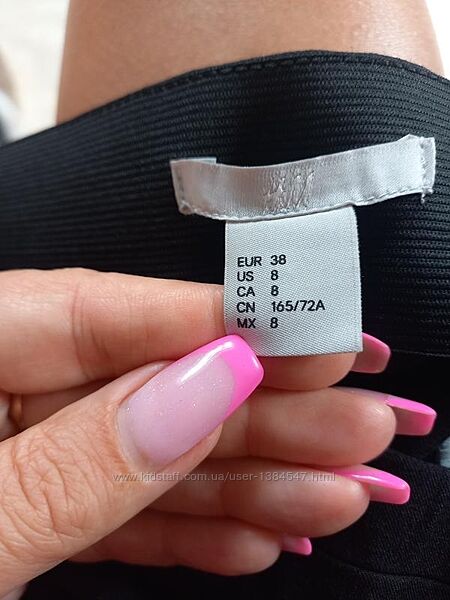 H&M
EUR 38
US 8
CA 8
CN 165/72A
MX 8
www.kidstaff.com.ua/user-1384547.html